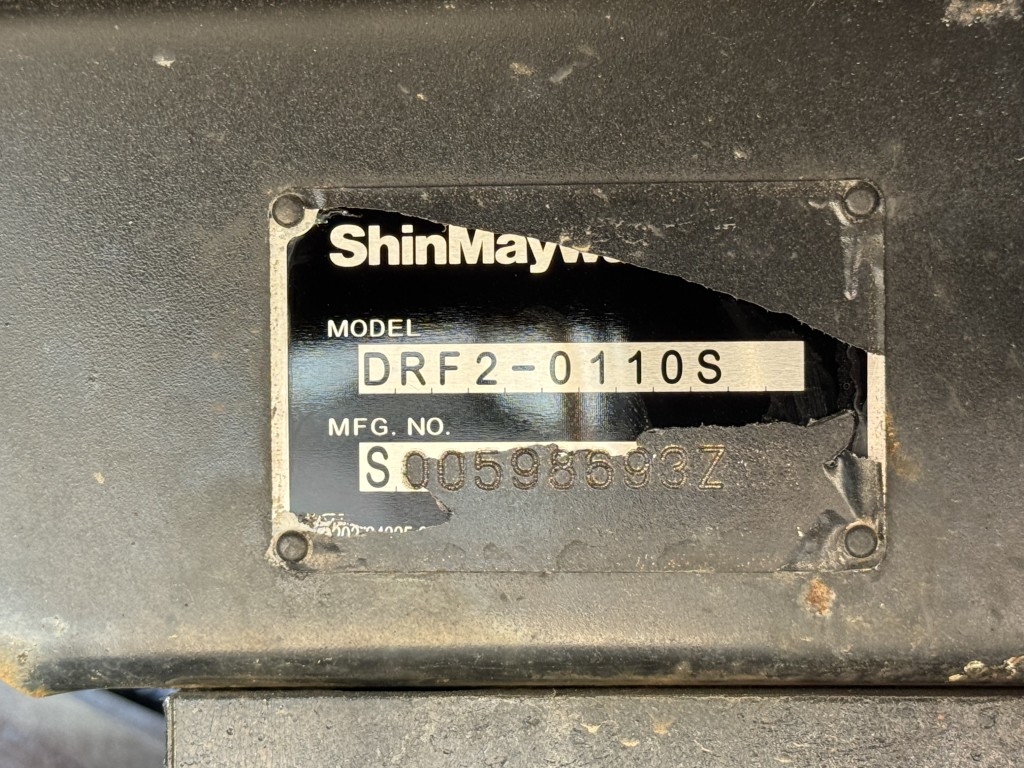 ShinMayw
MODEL
DRF2-0110S
MFG. NO.
S00598693Z